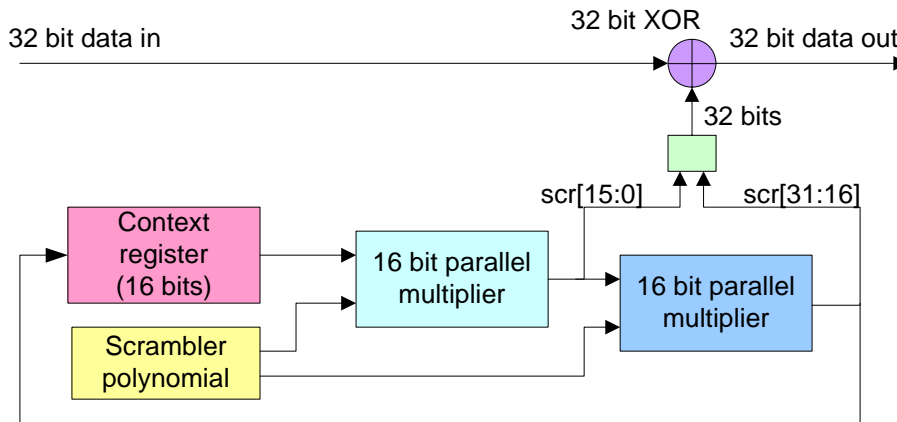 32 bit XOR
32 bit data in
32 bit data out
32 bits
scr[15:0]
scr[31:16]
Context
register
(16 bits)
16 bit parallel
multiplier
16 bit parallel
multiplier
Scrambler
polynomial